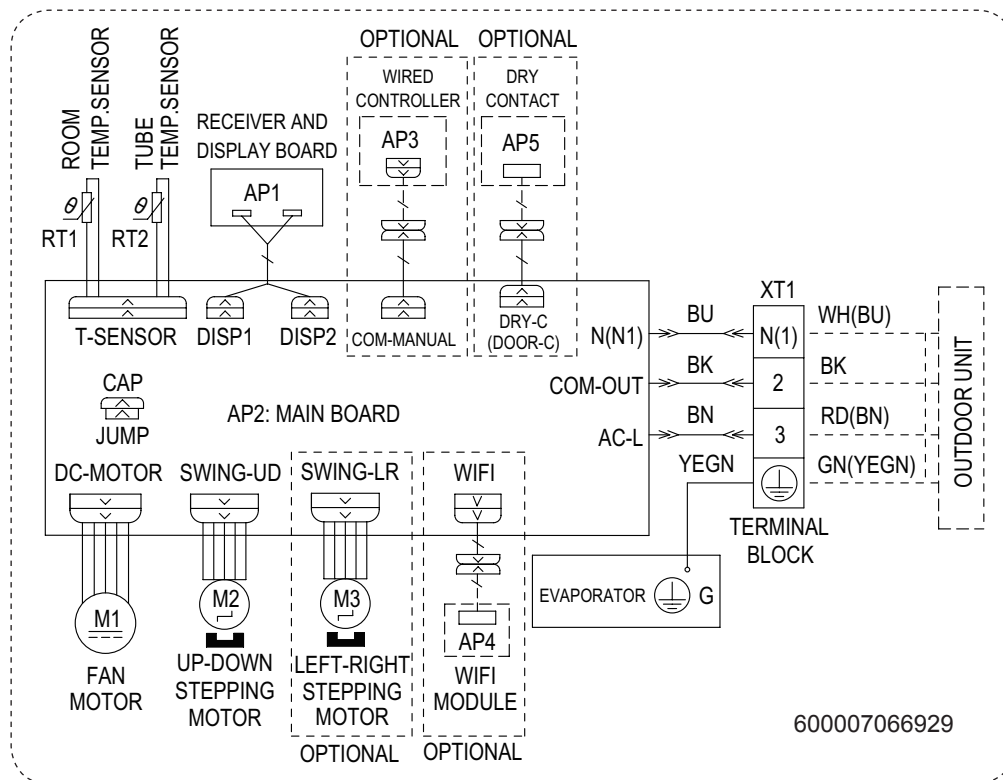 OPTIONAL
OPTIONAL
ROOM
TEMP.SENSOR
TUBE
TEMP.SENSOR
WIRED
CONTROLLER
DRY
CONTACT
RECEIVER AND
DISPLAY BOARD
AP3
AP5
AP1
θ
RT1
θ
RT2
T-SENSOR
DISP1
DISP2
COM-MANUAL
DRY-C
(DOOR-C)
XT1
N(N1)
BU
N(1)
WH(BU)
COM-OUT
BK
2
BK
AC-L
BN
3
RD(BN)
YEGN
GN(YEGN)
OUTDOOR UNIT
TERMINAL
BLOCK
CAP
JUMP
AP2: MAIN BOARD
DC-MOTOR
SWING-UD
SWING-LR
WIFI
EVAPORATOR
G
M1
M2
M3
AP4
FAN
MOTOR
UP-DOWN
STEPPING
MOTOR
LEFT-RIGHT
STEPPING
MOTOR
WIFI
MODULE
OPTIONAL
OPTIONAL
600007066929